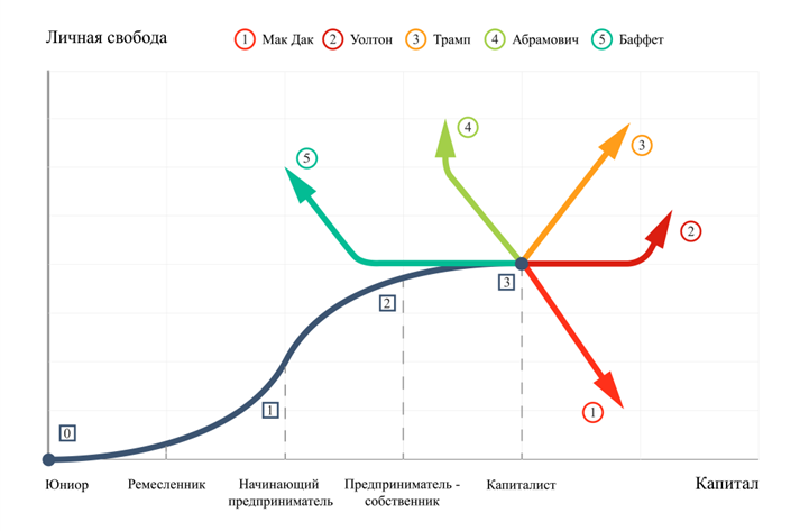 Личная свобода
1 Мак Дак 2 Уолтон 3 Трамп 4 Абрамович 5 Баффет
4
3
5
2
3
2
1
1
0
Юниор Ремесленник Начинающий Предприниматель - Капиталист Капитал
предприниматель собственник